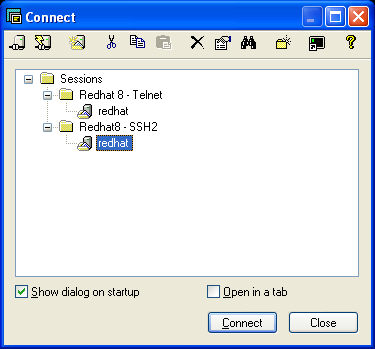 Connect
Sessions
Redhat 8 - Telnet
redhat
Redhat8 - SSH2
redhat
Show dialog on startup
Open in a tab
Connect
Close